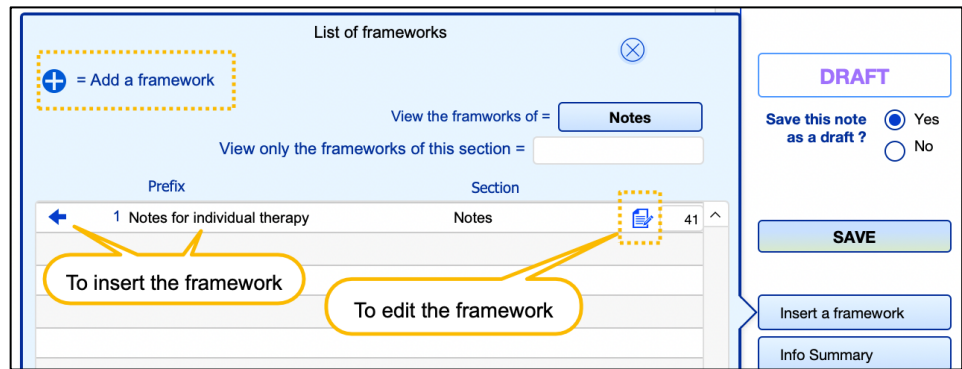 List of frameworks
= Add a framework
View the framworks of =
Notes
View only the frameworks of this section =
Prefix
Section
1 Notes for individual therapy
Notes
41
To insert the framework
To edit the framework
DRAFT
Save this note
as a draft ?
Yes
No
SAVE
Insert a framework
Info Summary